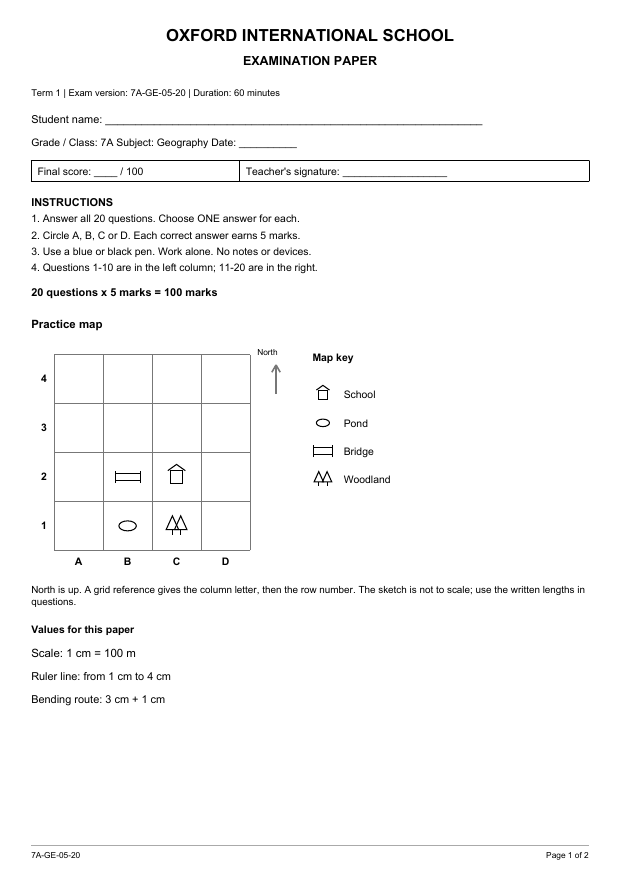 OXFORD INTERNATIONAL SCHOOL
EXAMINATION PAPER
Term 1 | Exam version: 7A-GE-05-20 | Duration: 60 minutes
Student name: ___________________________________________________________________
Grade / Class: 7A Subject: Geography Date: __________
Final score: ____ / 100
Teacher's signature: __________________
INSTRUCTIONS
1. Answer all 20 questions. Choose ONE answer for each.
2. Circle A, B, C or D. Each correct answer earns 5 marks.
3. Use a blue or black pen. Work alone. No notes or devices.
4. Questions 1-10 are in the left column; 11-20 are in the right.
20 questions x 5 marks = 100 marks
Practice map
North
4
3
2
1
A B C D
Map key
School
Pond
Bridge
Woodland
North is up. A grid reference gives the column letter, then the row number. The sketch is not to scale; use the written lengths in
questions.
Values for this paper
Scale: 1 cm = 100 m
Ruler line: from 1 cm to 4 cm
Bending route: 3 cm + 1 cm
7A-GE-05-20
Page 1 of 2